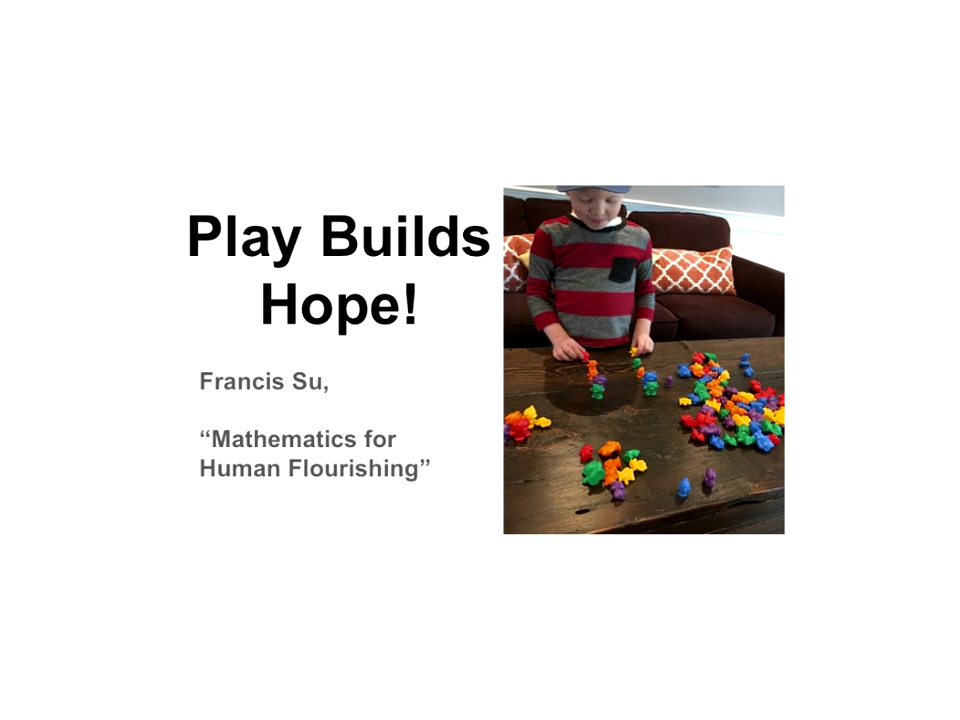 Play Builds
Hope!
Francis Su,
“Mathematics for
Human Flourishing”